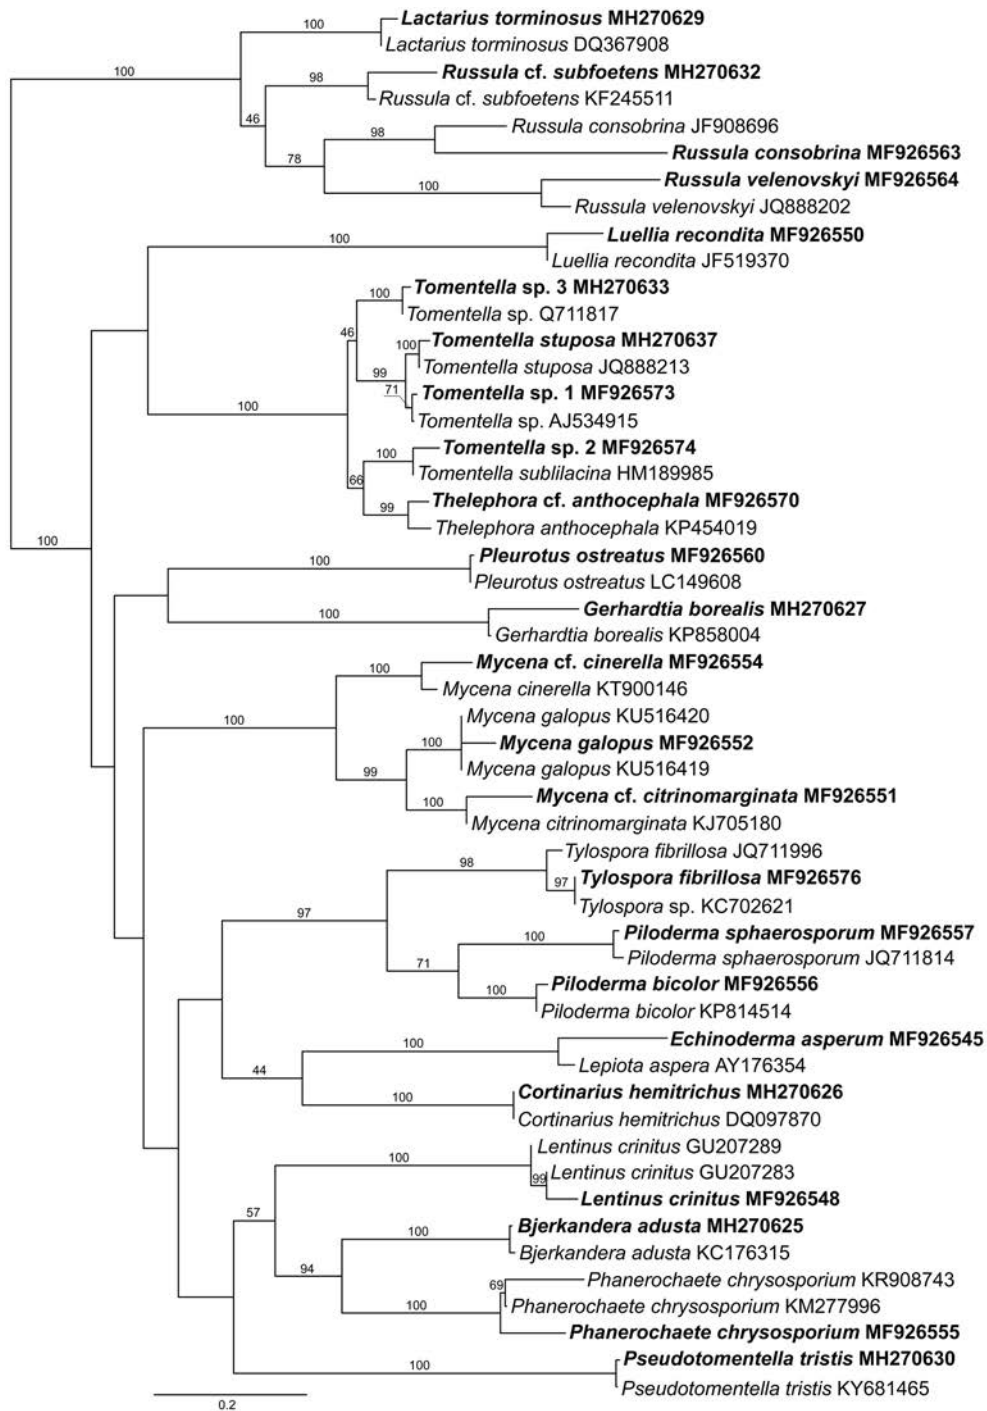 Lactarius torminosus MH270629
100
Lactarius torminosus DQ367908
100
Russula cf. subfoetens MH270632
98
Russula cf. subfoetens KF245511
46
Russula consobrina JF908696
98
Russula consobrina MF926563
78
Russula velenovskyi MF926564
100
Russula velenovskyi JQ888202
Luellia recondita MF926550
100
Luellia recondita JF519370
Tomentella sp. 3 MH270633
100
Tomentella sp. Q711817
46
Tomentella stuposa MH270637
100
Tomentella stuposa JQ888213
99
71
Tomentella sp. 1 MF926573
100
Tomentella sp. AJ534915
Tomentella sp. 2 MF926574
100
Tomentella sublilacina HM189985
66
Thelephora cf. anthocephala MF926570
99
Thelephora anthocephala KP454019
100
Pleurotus ostreatus MF926560
100
Pleurotus ostreatus LC149608
Gerhardtia borealis MH270627
100
Gerhardtia borealis KP858004
Mycena cf. cinerella MF926554
100
Mycena cinerella KT900146
Mycena galopus KU516420
100
Mycena galopus MF926552
100
Mycena galopus KU516419
99
Mycena cf. citrinomarginata MF926551
100
Mycena citrinomarginata KJ705180
Tylospora fibrillosa JQ711996
98
Tylospora fibrillosa MF926576
97
Tylospora sp. KC702621
97
Piloderma sphaerosporum MF926557
100
Piloderma sphaerosporum JQ711814
71
Piloderma bicolor MF926556
100
Piloderma bicolor KP814514
Echinoderma asperum MF926545
100
Lepiota aspera AY176354
44
Cortinarius hemitrichus MH270626
100
Cortinarius hemitrichus DQ097870
Lentinus crinitus GU207289
100
Lentinus crinitus GU207283
99
Lentinus crinitus MF926548
57
Bjerkandera adusta MH270625
100
Bjerkandera adusta KC176315
94
Phanerochaete chrysosporium KR908743
69
Phanerochaete chrysosporium KM277996
100
Phanerochaete chrysosporium MF926555
Pseudotomentella tristis MH270630
100
Pseudotomentella tristis KY681465
0.2